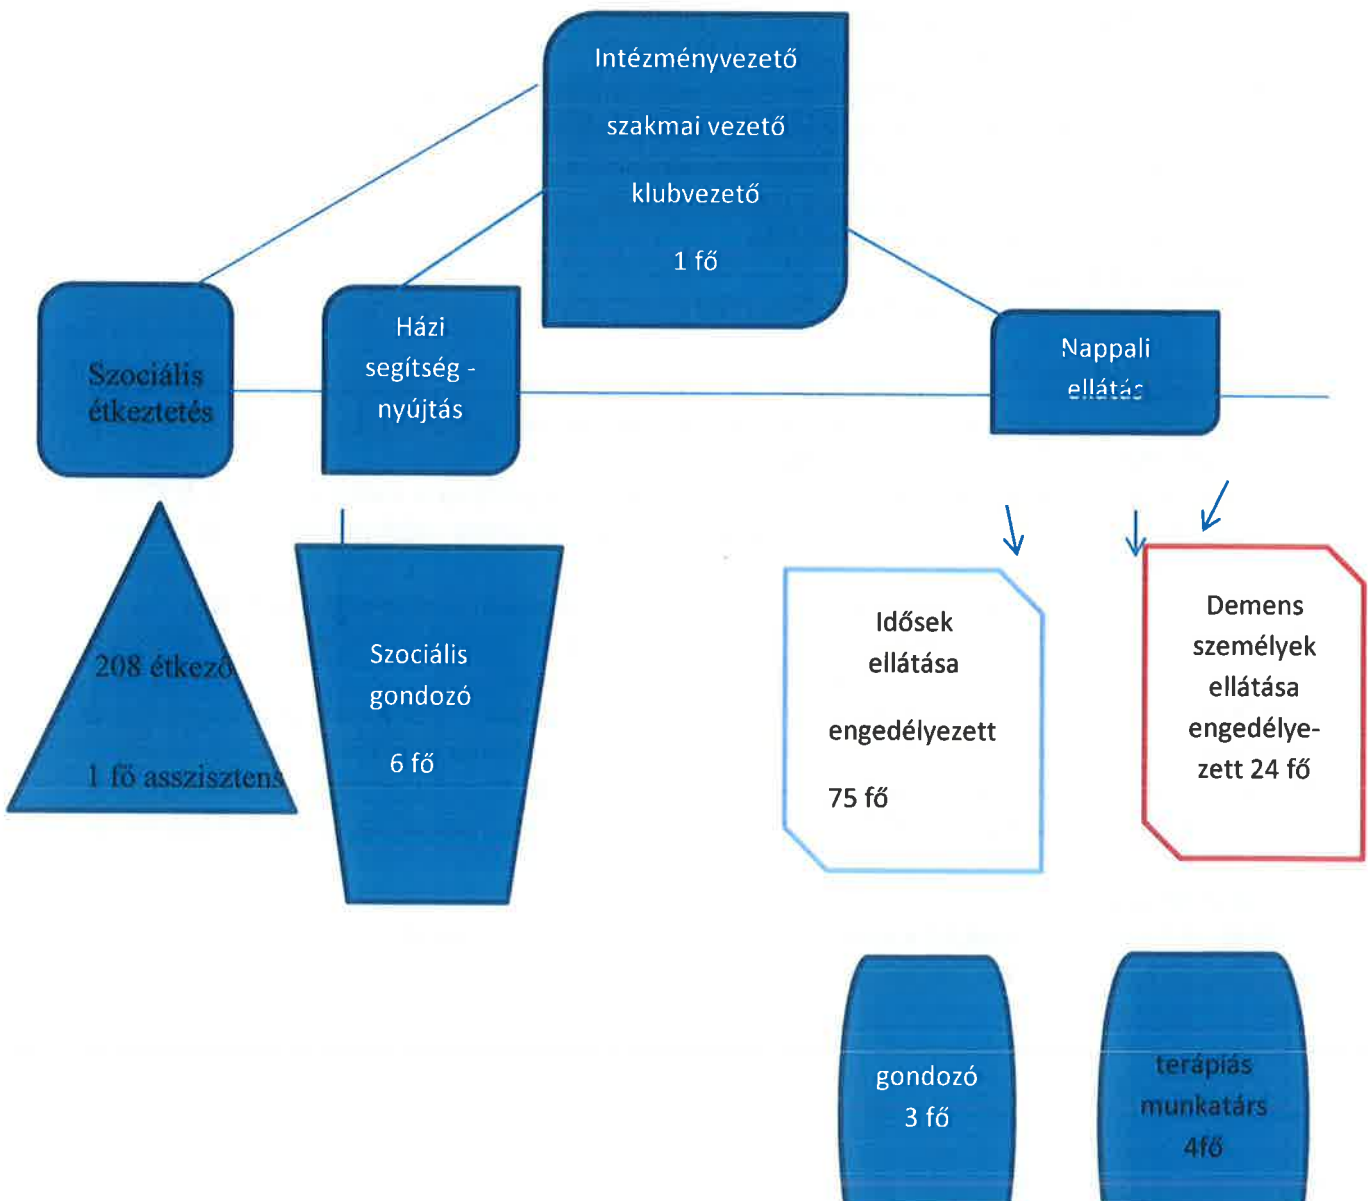 Intézményvezető
szakmai vezető
klubvezető
1 fő
Szociális
étkeztetés
Házi
segítség -
nyújtás
Nappali
ellátás
208 étkező
1 fő asszisztens
Szociális
gondozó
6 fő
Idősek
ellátása
engedélyezett
75 fő
Demens
személyek
ellátása
engedélye-
zett 24 fő
gondozó
3 fő
terápiás
munkatárs
4fő